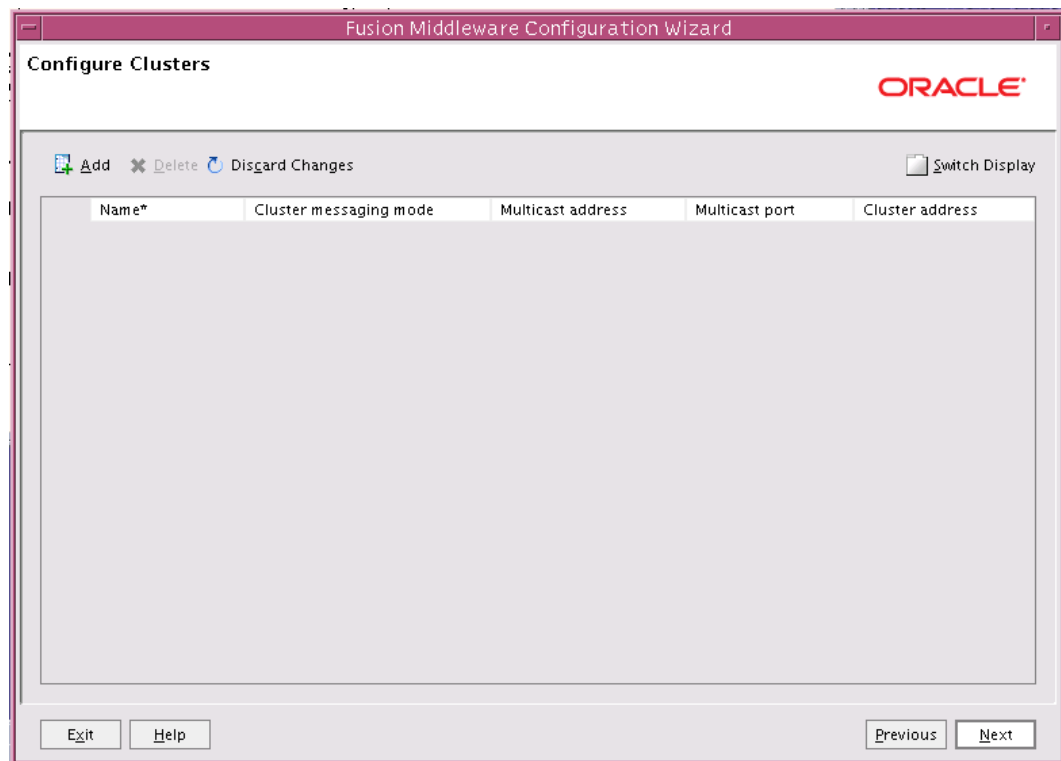 Fusion Middleware Configuration Wizard
Configure Clusters
ORACLE
Add Delete Discard Changes Switch Display
Name* Cluster messaging mode Multicast address Multicast port Cluster address
Exit Help Previous Next